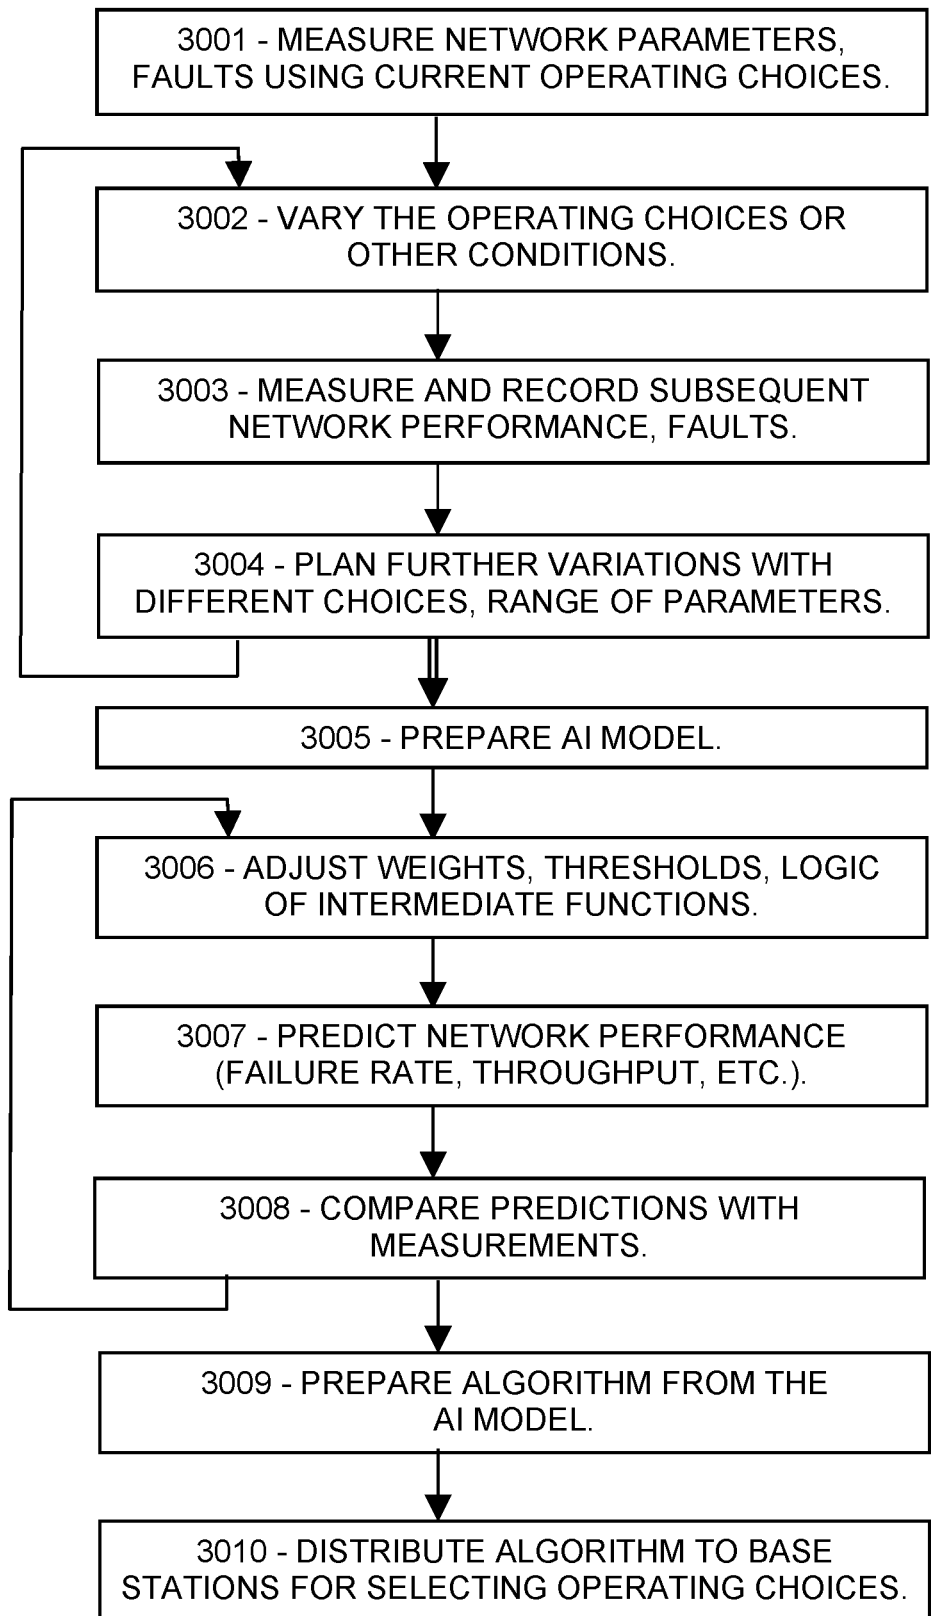 3001 - MEASURE NETWORK PARAMETERS,
FAULTS USING CURRENT OPERATING CHOICES.
3002 - VARY THE OPERATING CHOICES OR
OTHER CONDITIONS.
3003 - MEASURE AND RECORD SUBSEQUENT
NETWORK PERFORMANCE, FAULTS.
3004 - PLAN FURTHER VARIATIONS WITH
DIFFERENT CHOICES, RANGE OF PARAMETERS.
3005 - PREPARE AI MODEL.
3006 - ADJUST WEIGHTS, THRESHOLDS, LOGIC
OF INTERMEDIATE FUNCTIONS.
3007 - PREDICT NETWORK PERFORMANCE
(FAILURE RATE, THROUGHPUT, ETC.).
3008 - COMPARE PREDICTIONS WITH
MEASUREMENTS.
3009 - PREPARE ALGORITHM FROM THE
AI MODEL.
3010 - DISTRIBUTE ALGORITHM TO BASE
STATIONS FOR SELECTING OPERATING CHOICES.